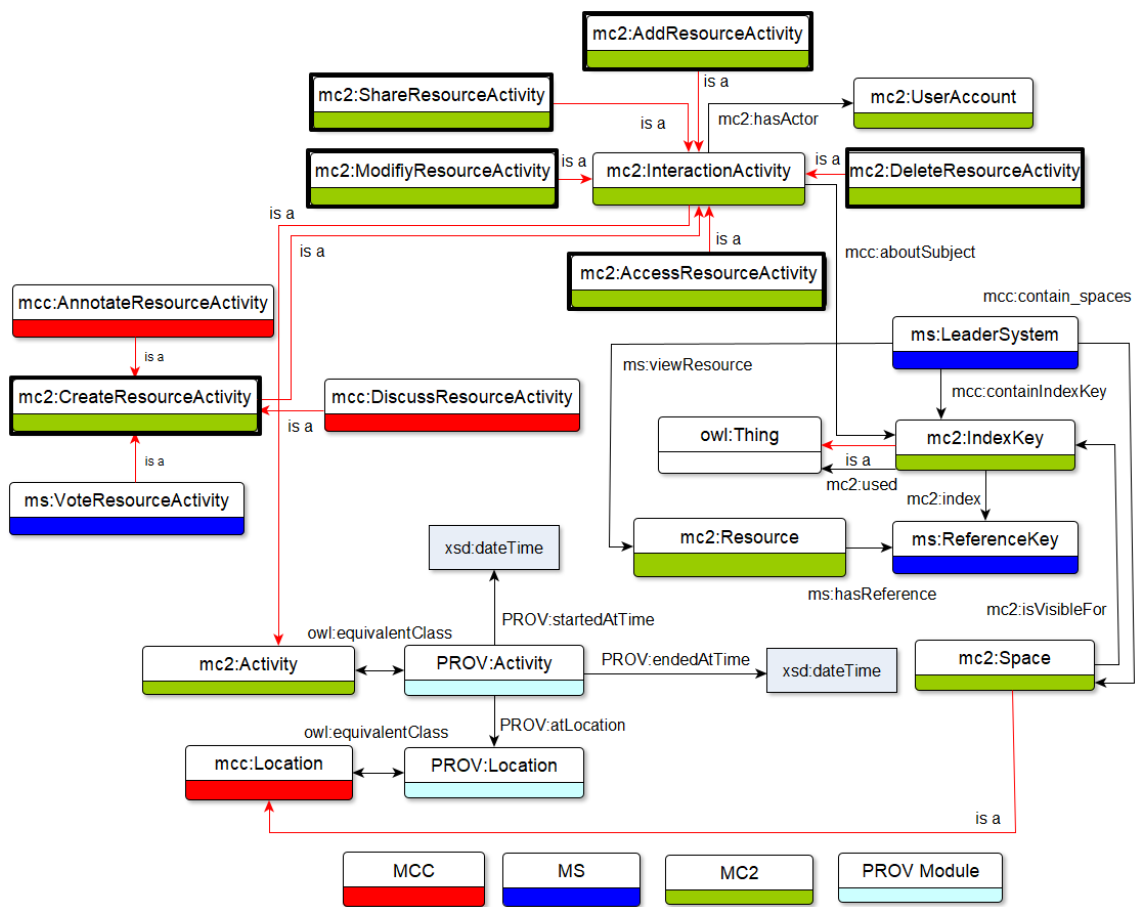 mc2:AddResourceActivity
is a
mc2:ShareResourceActivity
mc2:UserAccount
is a
mc2:hasActor
mc2:ModifiyResourceActivity
is a
mc2:InteractionActivity
is a
mc2:DeleteResourceActivity
is a
is a
is a
mcc:aboutSubject
mc2:AccessResourceActivity
mcc:AnnotateResourceActivity
mcc:contain_spaces
ms:LeaderSystem
is a
ms:viewResource
mc2:CreateResourceActivity
mcc:DiscussResourceActivity
mcc:containIndexKey
is a
owl:Thing
mc2:IndexKey
is a
is a
mc2:used
ms:VoteResourceActivity
mc2:index
mc2:Resource
ms:ReferenceKey
xsd:dateTime
ms:hasReference
mc2:isVisibleFor
PROV:startedAtTime
owl:equivalentClass
mc2:Activity
PROV:Activity
PROV:endedAtTime
xsd:dateTime
mc2:Space
PROV:atLocation
owl:equivalentClass
mcc:Location
PROV:Location
is a
MCC
MS
MC2
PROV Module